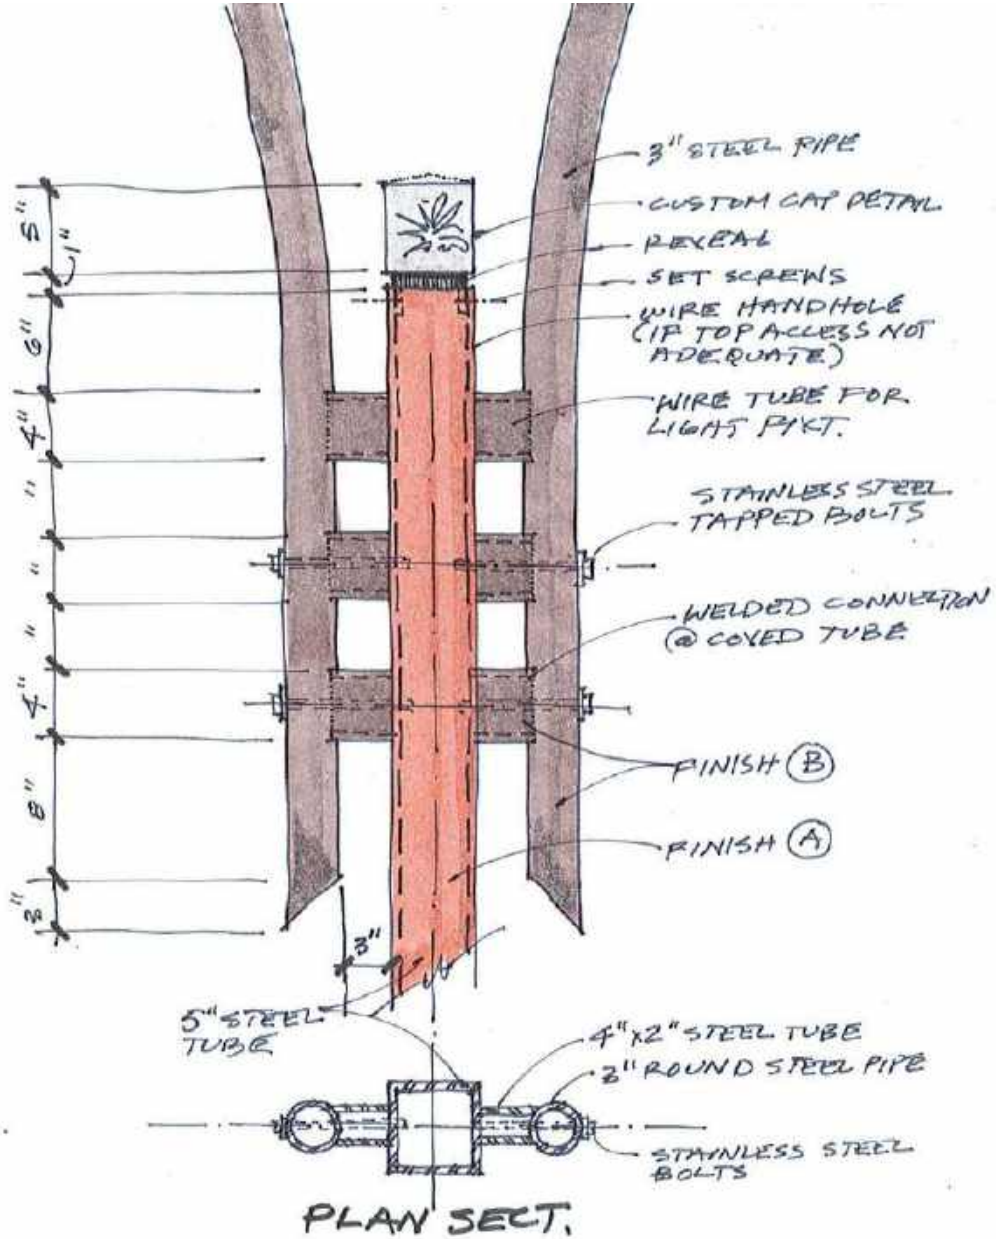 3" STEEL PIPE
CUSTOM CAP DETAIL
REVEAL
SET SCREWS
WIRE HANDHOLE
(IF TOP ACCESS NOT
ADEQUATE)
WIRE TUBE FOR
LIGHT FIXT.
STAINLESS STEEL
TAPPED BOLTS
WELDED CONNECTION
@ COVED TUBE
FINISH B
FINISH A
5"
1"
6"
4"
"
"
"
4"
8"
3"
3"
5" STEEL
TUBE
4"x2" STEEL TUBE
3" ROUND STEEL PIPE
STAINLESS STEEL
BOLTS
PLAN SECT.